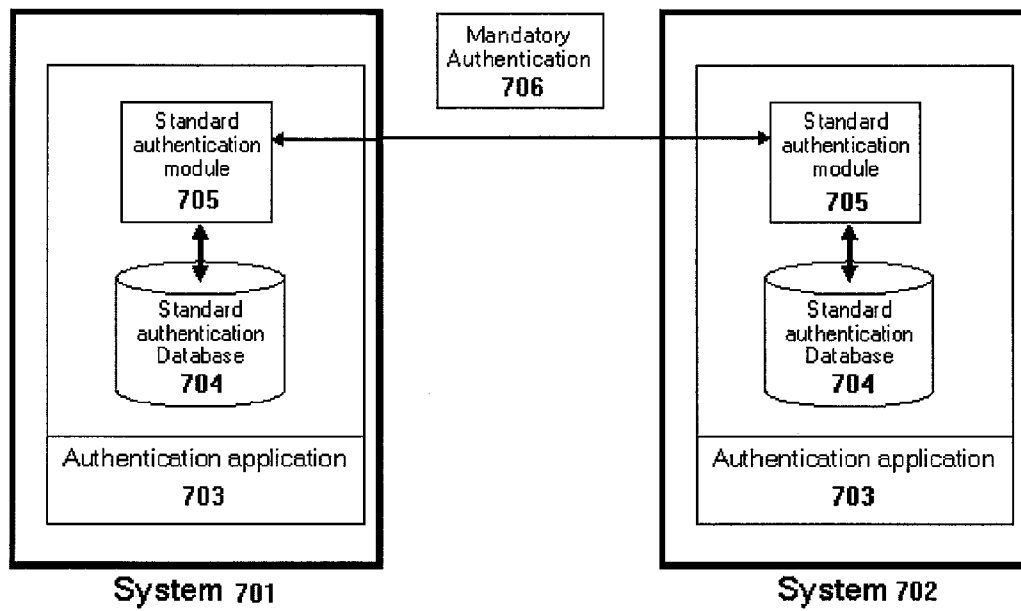 Mandatory
Authentication
706
Standard
authentication
module
705
Standard
authentication
Database
704
Authentication application
703
System 701
Standard
authentication
module
705
Standard
authentication
Database
704
Authentication application
703
System 702